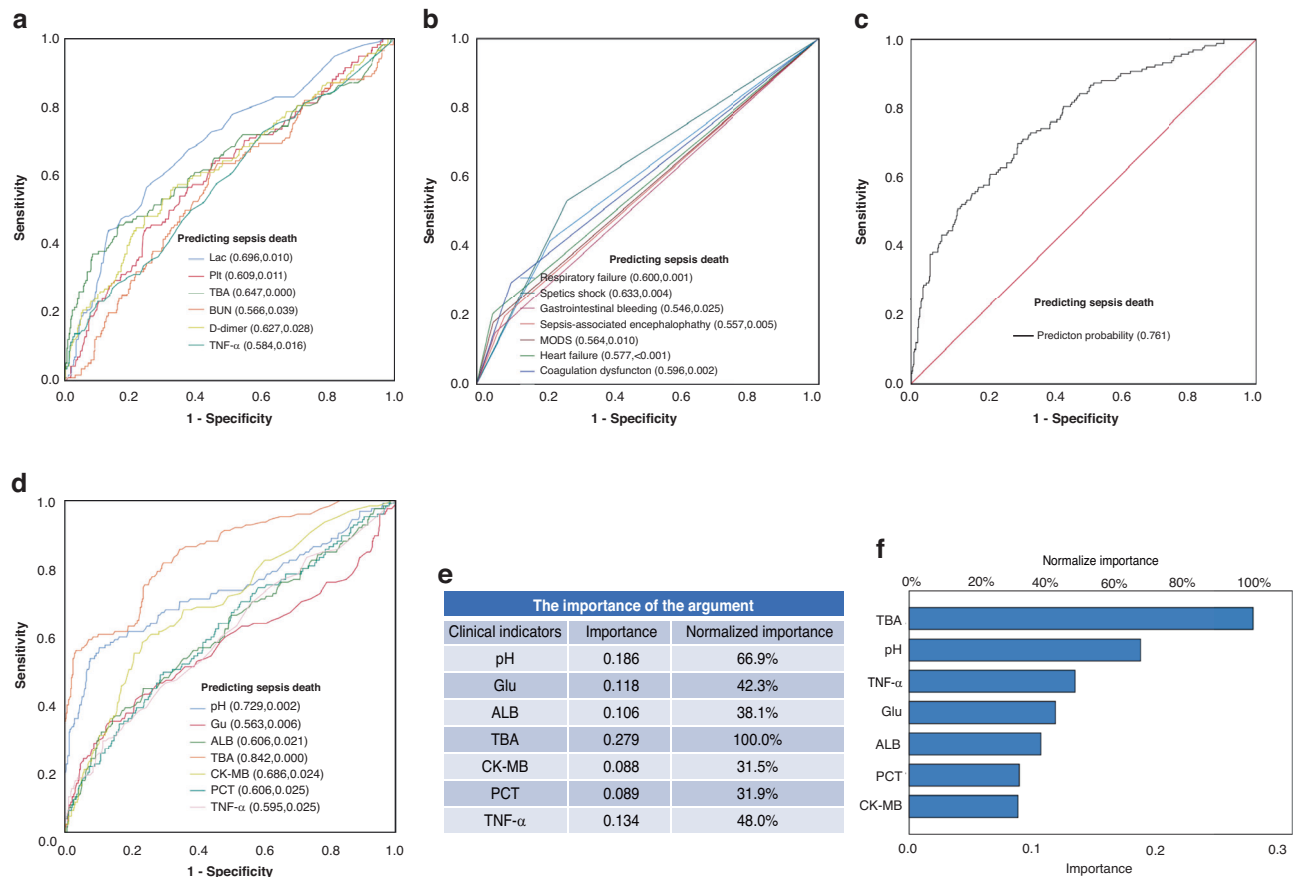 a
1.0
0.8
0.6
0.4
0.2
0.0
Sensitivity
Predicting sepsis death
Lac (0.696,0.010)
Plt (0.609,0.011)
TBA (0.647,0.000)
BUN (0.566,0.039)
D-dimer (0.627,0.028)
TNF-α (0.584,0.016)
0.0 0.2 0.4 0.6 0.8 1.0
1 - Specificity
b
1.0
0.8
0.6
0.4
0.2
0.0
Sensitivity
Predicting sepsis death
Respiratory failure (0.600,0.001)
Spetics shock (0.633,0.004)
Gastrointestinal bleeding (0.546,0.025)
Sepsis-associated encephalophathy (0.557,0.005)
MODS (0.564,0.010)
Heart failure (0.577,<0.001)
Coagulation dysfuncton (0.596,0.002)
0.0 0.2 0.4 0.6 0.8 1.0
1 - Specificity
c
1.0
0.8
0.6
0.4
0.2
0.0
Sensitivity
Predicting sepsis death
Predicton probability (0.761)
0.2 0.4 0.6 0.8 1.0
1 - Specificity
d
1.0
0.8
0.6
0.4
0.2
0.0
Sensitivity
Predicting sepsis death
pH (0.729,0.002)
Gu (0.563,0.006)
ALB (0.606,0.021)
TBA (0.842,0.000)
CK-MB (0.686,0.024)
PCT (0.606,0.025)
TNF-α (0.595,0.025)
0.0 0.2 0.4 0.6 0.8 1.0
1 - Specificity
e
The importance of the argument
Clinical indicators Importance Normalized importance
pH 0.186 66.9%
Glu 0.118 42.3%
ALB 0.106 38.1%
TBA 0.279 100.0%
CK-MB 0.088 31.5%
PCT 0.089 31.9%
TNF-α 0.134 48.0%
f
Normalize importance
0% 20% 40% 60% 80% 100%
TBA
pH
TNF-α
Glu
ALB
PCT
CK-MB
0.0 0.1 0.2 0.3
Importance